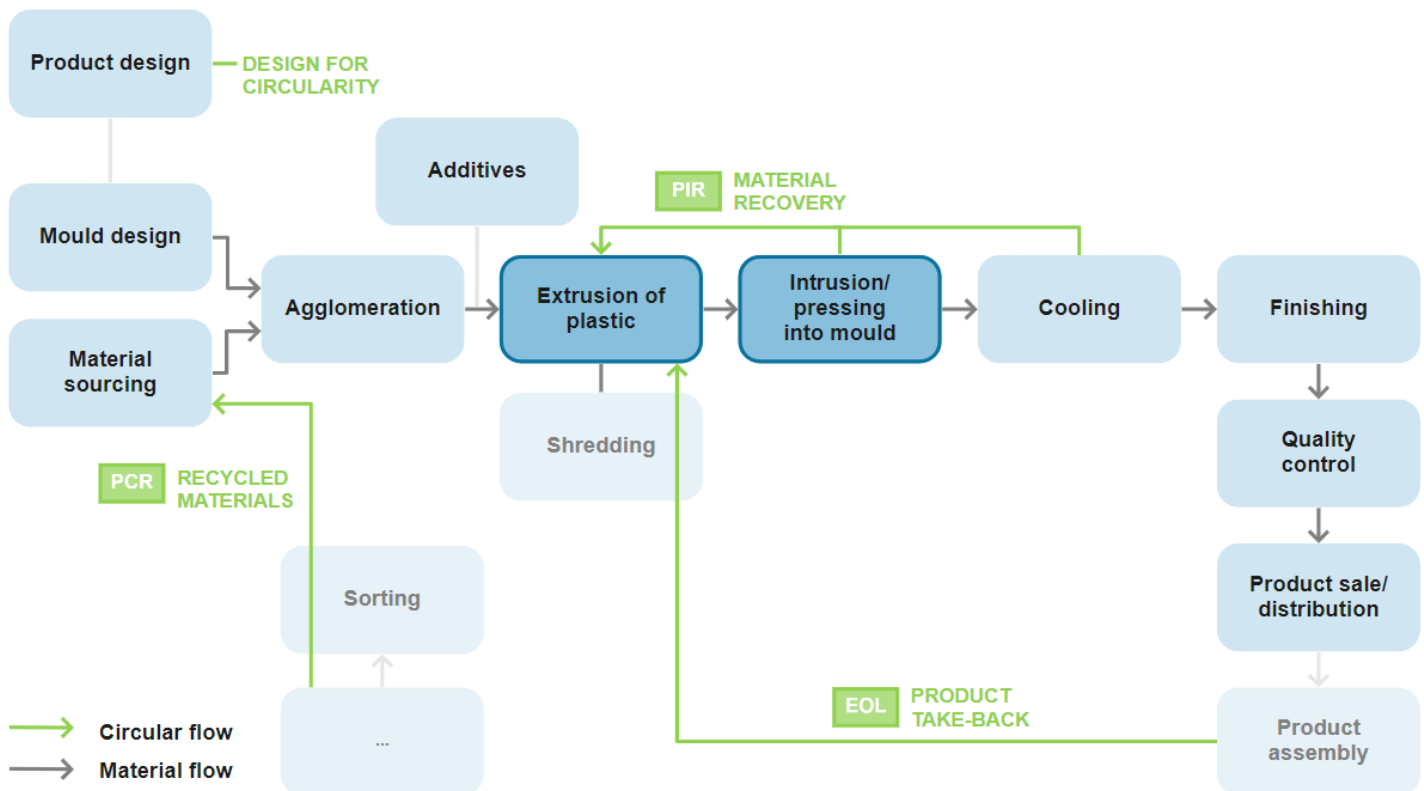 Product design
DESIGN FOR
CIRCULARITY
Additives
PIR
MATERIAL
RECOVERY
Mould design
Agglomeration
Extrusion of
plastic
Intrusion/
pressing
into mould
Cooling
Finishing
Material
sourcing
Shredding
Quality
control
PCR
RECYCLED
MATERIALS
Sorting
Product sale/
distribution
EOL
PRODUCT
TAKE-BACK
Product
assembly
...
Circular flow
Material flow